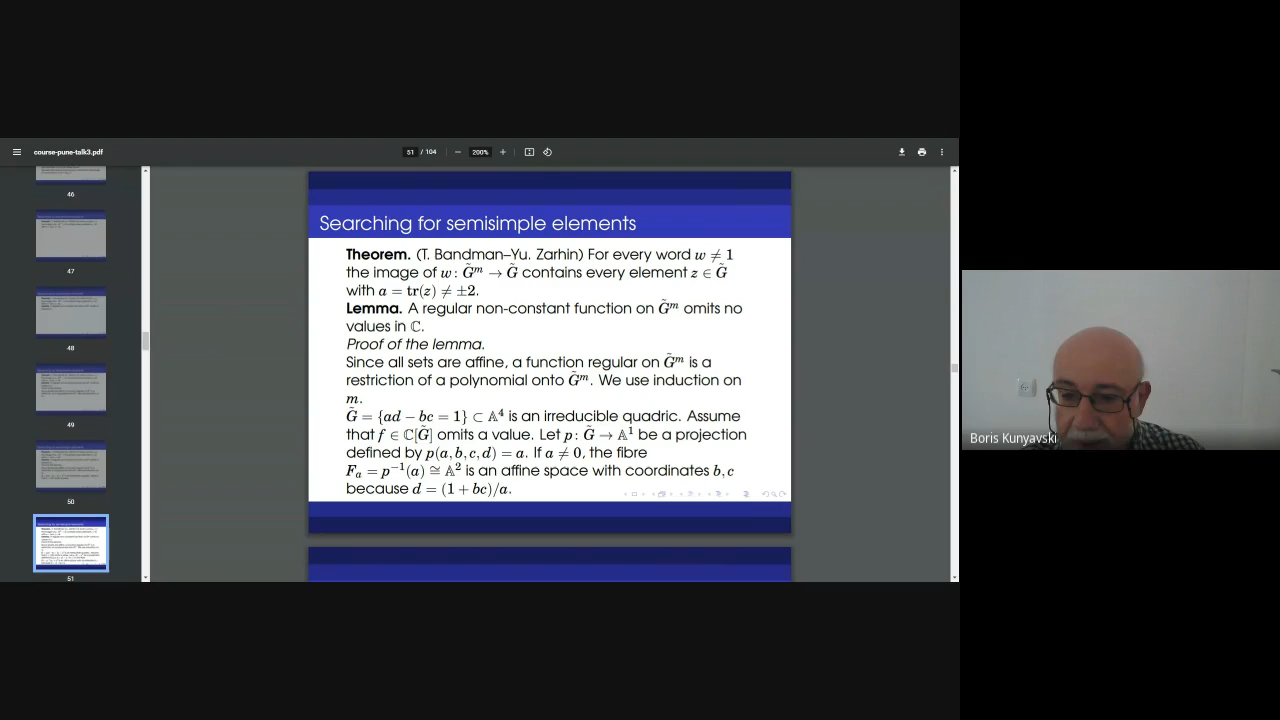 course-pune-talk3.pdf
51 / 104
200%
46
47
48
49
50
51
Searching for semisimple elements
Theorem. (T. Bandman–Yu. Zarhin) For every word w ≠ 1
the image of w : G̃ᵐ → G̃ contains every element z ∈ G̃
with a = tr(z) ≠ ±2.
Lemma. A regular non-constant function on G̃ᵐ omits no
values in ℂ.
Proof of the lemma.
Since all sets are affine, a function regular on G̃ᵐ is a
restriction of a polynomial onto G̃ᵐ. We use induction on
m.
G̃ = {ad − bc = 1} ⊂ 𝔸⁴ is an irreducible quadric. Assume
that f ∈ ℂ[G̃] omits a value. Let p : G̃ → 𝔸¹ be a projection
defined by p(a, b, c, d) = a. If a ≠ 0, the fibre
Fₐ = p⁻¹(a) ≅ 𝔸² is an affine space with coordinates b, c
because d = (1 + bc)/a
Boris Kunyavski